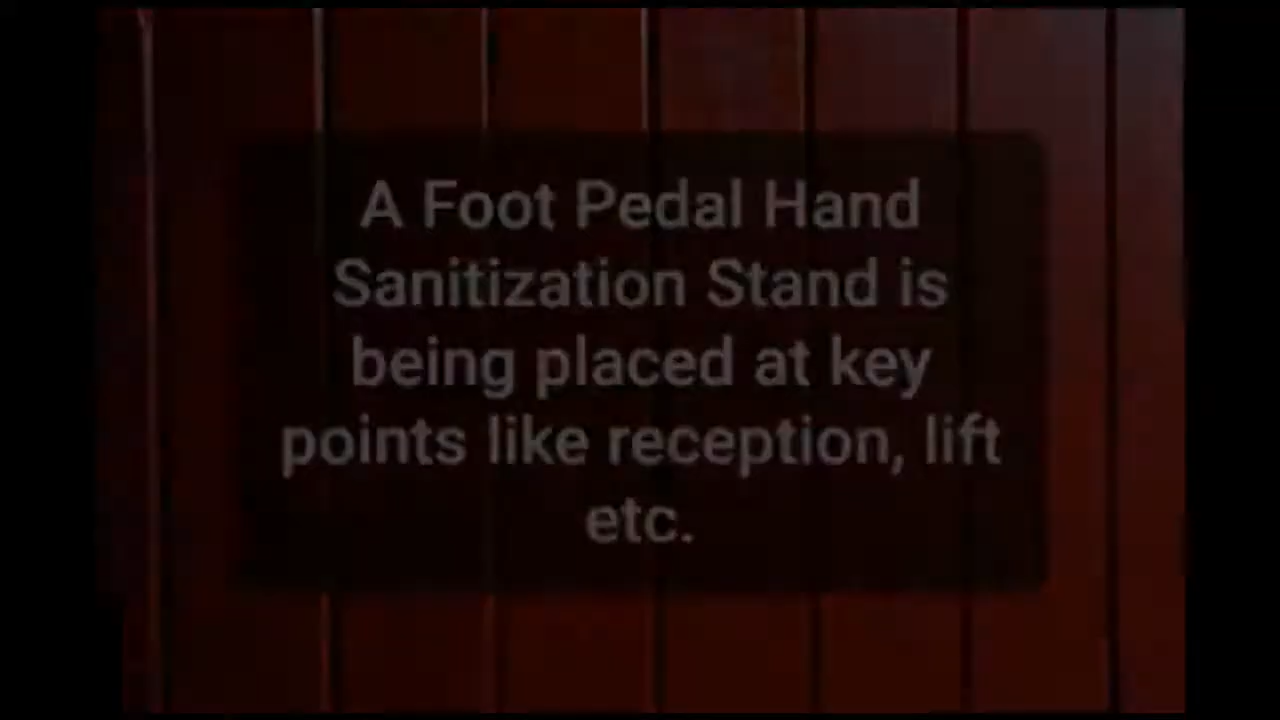 A Foot Pedal Hand
Sanitization Stand is
being placed at key
points like reception, lift
etc.